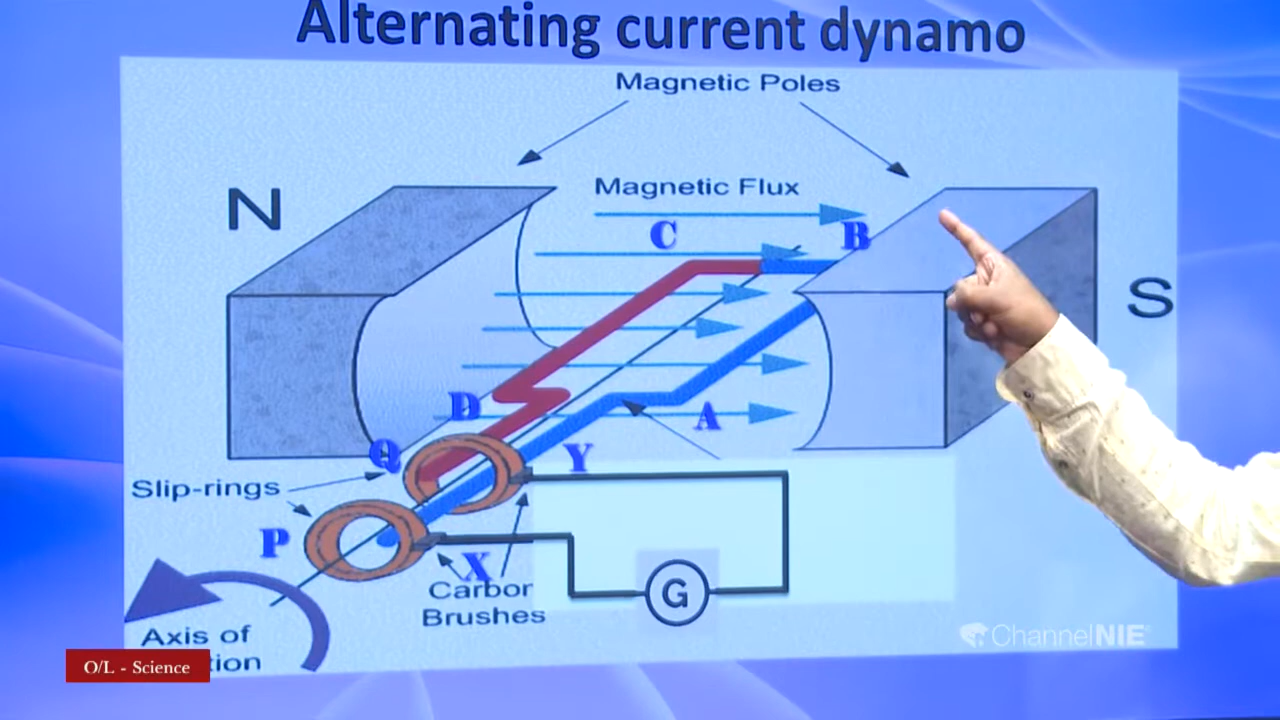 Alternating current dynamo
Magnetic Poles
N
Magnetic Flux
C
B
S
D
A
Q
Y
Slip-rings
P
X
Carbor
Brushes
G
Axis of
tion
O/L - Science
ChannelNIE